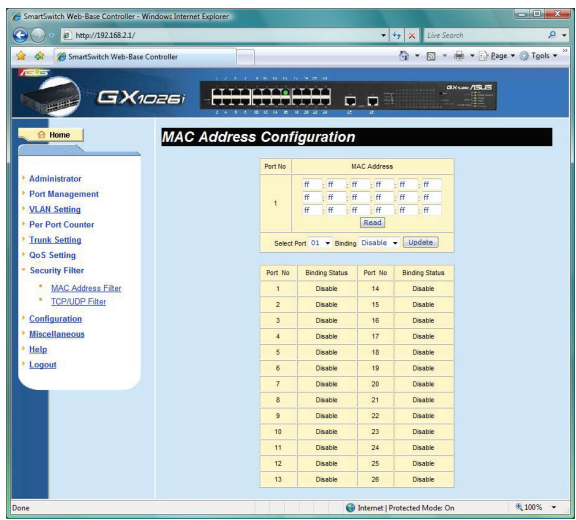 SmartSwitch Web-Base Controller - Windows Internet Explorer
http://192.168.2.1/
Live Search
SmartSwitch Web-Base Controller
Page
Tools
ASUS
GX1026i
Home
MAC Address Configuration
Port No MAC Address
1
ff : ff : ff : ff : ff : ff
ff : ff : ff : ff : ff : ff
ff : ff : ff : ff : ff : ff
Read
Select Port 01 Binding Disable Update
Administrator
Port Management
VLAN Setting
Per Port Counter
Trunk Setting
QoS Setting
Security Filter
MAC Address Filter
TCP/UDP Filter
Configuration
Miscellaneous
Help
Logout
Port No Binding Status Port No Binding Status
1 Disable 14 Disable
2 Disable 15 Disable
3 Disable 16 Disable
4 Disable 17 Disable
5 Disable 18 Disable
6 Disable 19 Disable
7 Disable 20 Disable
8 Disable 21 Disable
9 Disable 22 Disable
10 Disable 23 Disable
11 Disable 24 Disable
12 Disable 25 Disable
13 Disable 26 Disable
Done
Internet | Protected Mode: On
100%